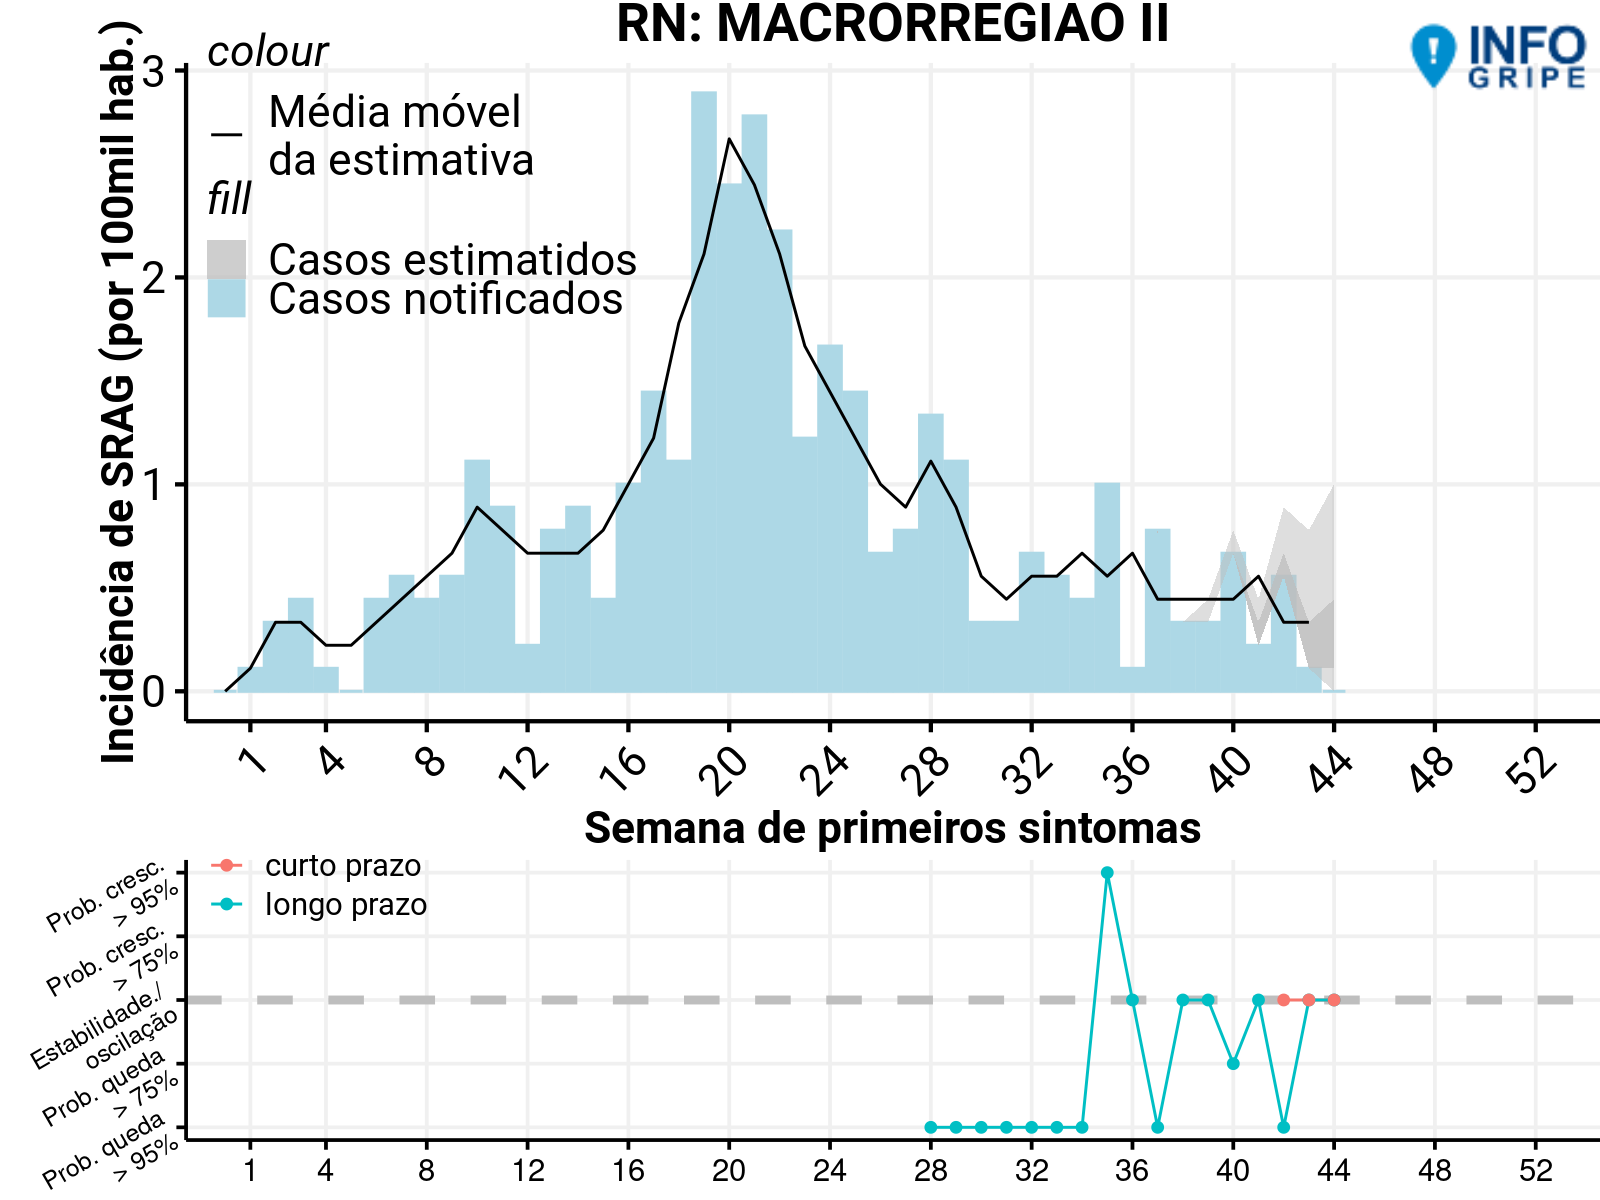 RN: MACRORREGIAO II
INFO
GRIPE
Incidência de SRAG (por 100mil hab.)
colour
Média móvel
da estimativa
fill
Casos estimatidos
Casos notificados
3
2
1
0
1 4 8 12 16 20 24 28 32 36 40 44 48 52
Semana de primeiros sintomas
curto prazo
longo prazo
Prob. cresc.
> 95%
Prob. cresc.
> 75%
Estabilidade./
oscilação
Prob. queda
> 75%
Prob. queda
> 95%
1 4 8 12 16 20 24 28 32 36 40 44 48 52